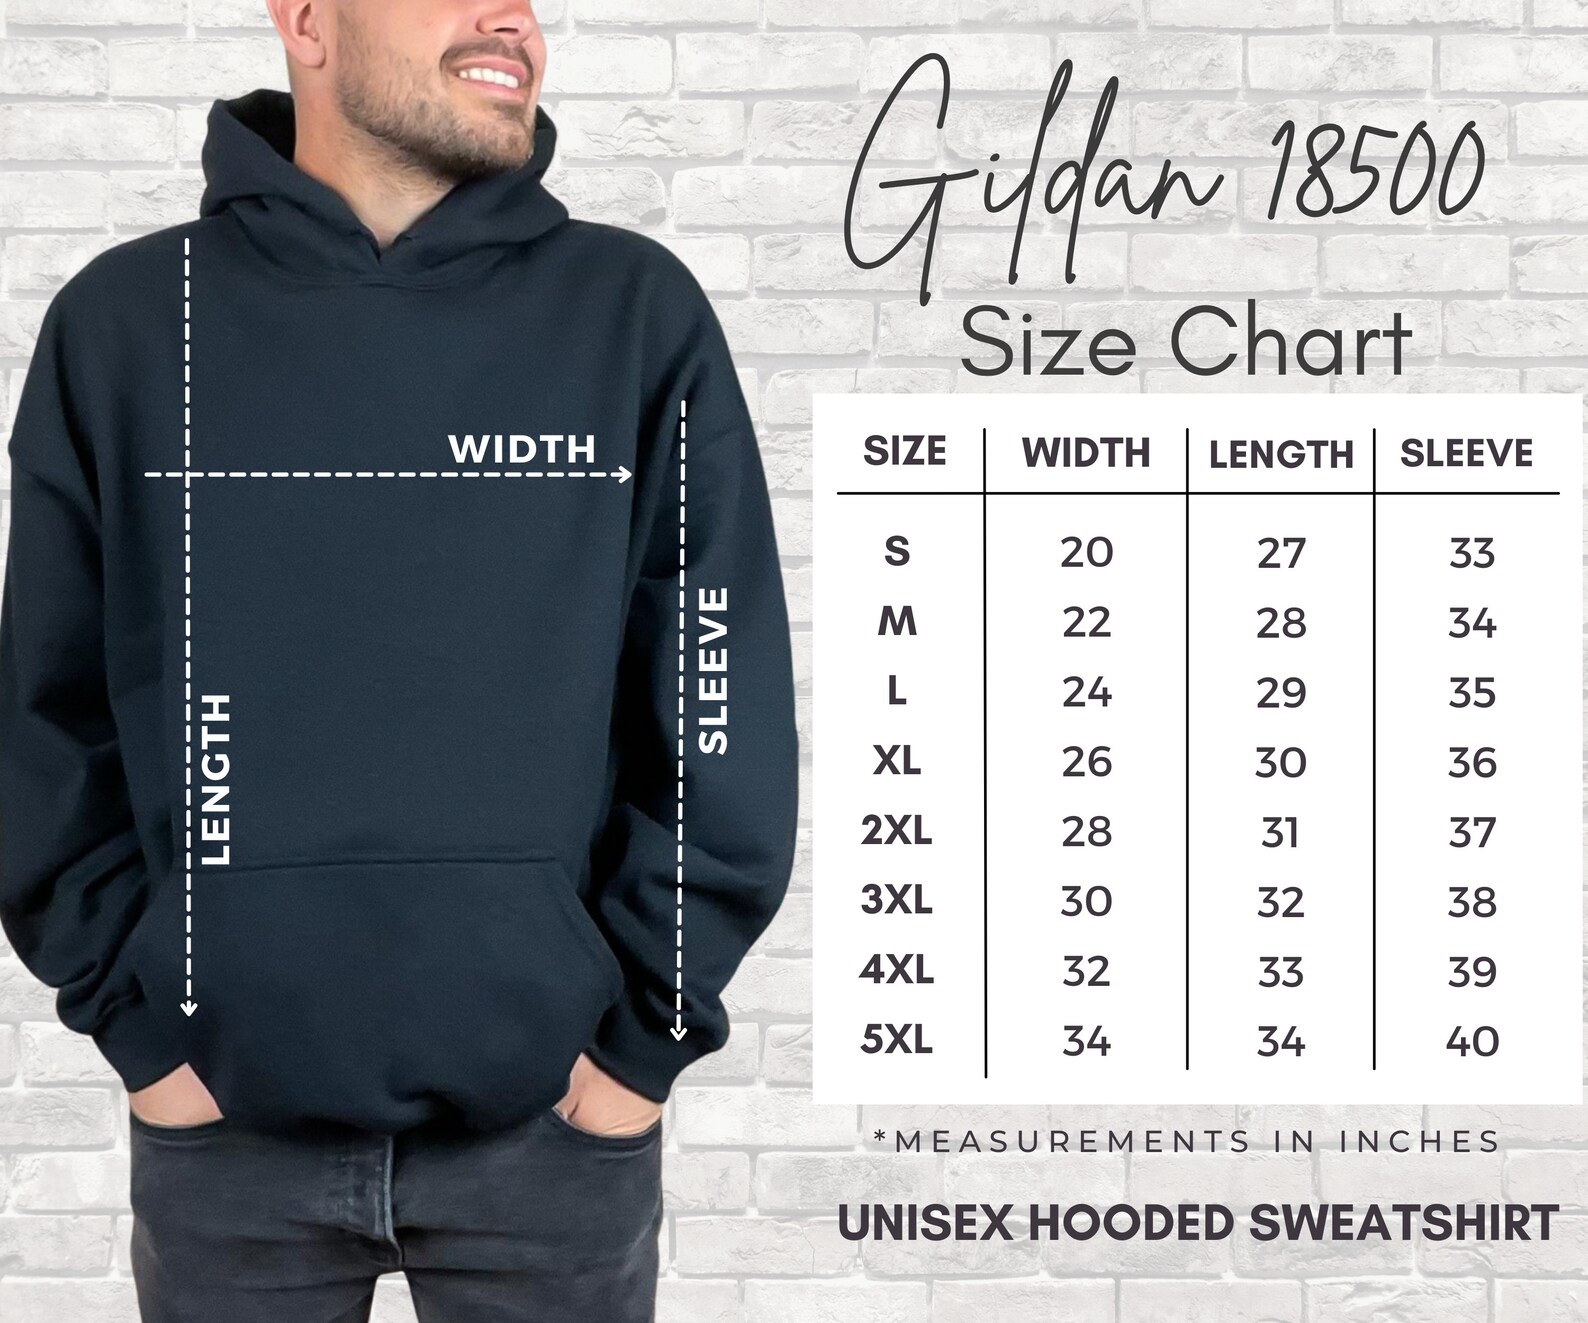 Gildan 18500
Size Chart
WIDTH
LENGTH
SLEEVE
SIZE WIDTH LENGTH SLEEVE
S 20 27 33
M 22 28 34
L 24 29 35
XL 26 30 36
2XL 28 31 37
3XL 30 32 38
4XL 32 33 39
5XL 34 34 40
*MEASUREMENTS IN INCHES
UNISEX HOODED SWEATSHIRT